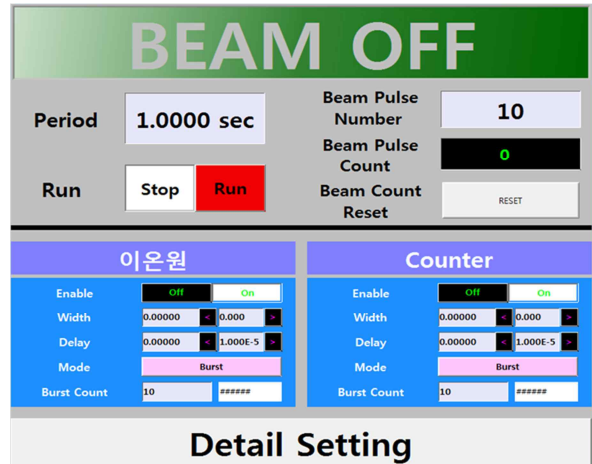 BEAM OFF
Period 1.0000 sec Beam Pulse Number 10
Beam Pulse Count 0
Run Stop Run Beam Count Reset RESET
이온원 Counter
Enable Off On Enable Off On
Width 0.00000 < 0.000 > Width 0.00000 < 0.000 >
Delay 0.00000 < 1.000E-5 > Delay 0.00000 < 1.000E-5 >
Mode Burst Mode Burst
Burst Count 10 ###### Burst Count 10 ######
Detail Setting